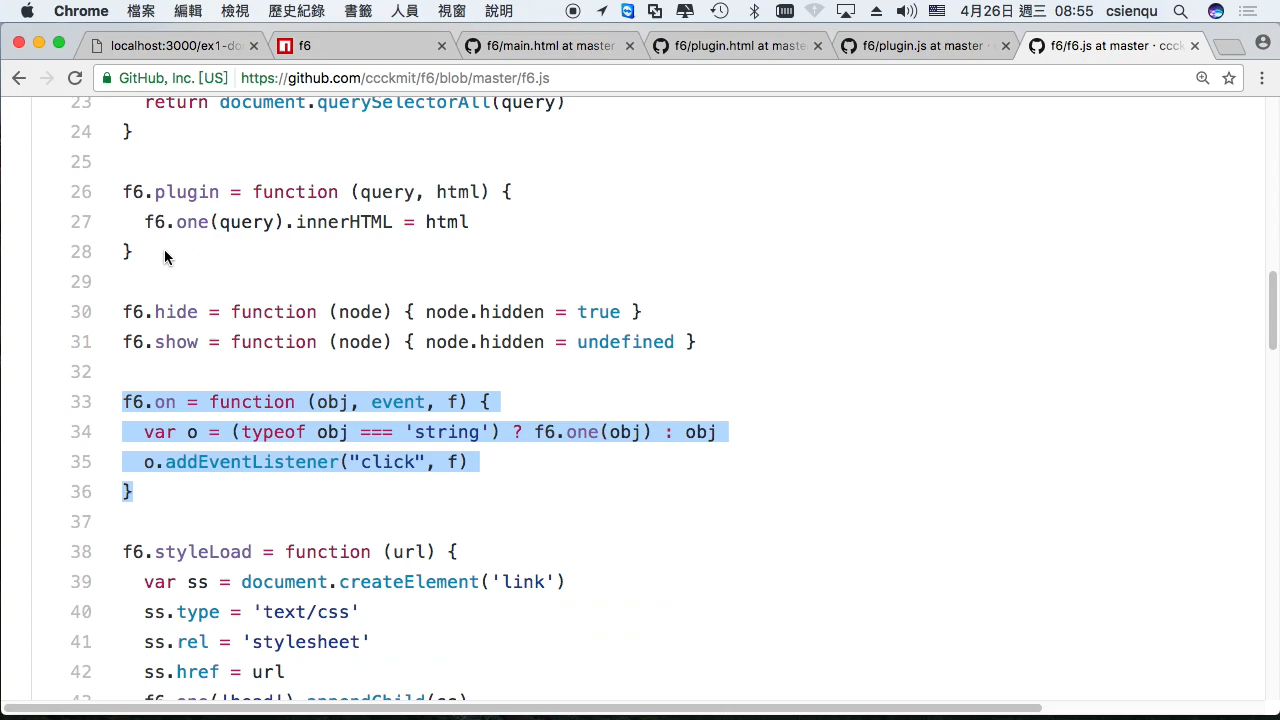 Chrome 檔案 編輯 檢視 歷史紀錄 書籤 人員 視窗 說明 4月26日 週三 08:55 csienqu
localhost:3000/ex1-do
f6
f6/main.html at master
f6/plugin.html at maste
f6/plugin.js at master
f6/f6.js at master · ccck
GitHub, Inc. [US] https://github.com/ccckmit/f6/blob/master/f6.js
23 return document.querySelectorAll(query)
24 }
25
26 f6.plugin = function (query, html) {
27 f6.one(query).innerHTML = html
28 }
29
30 f6.hide = function (node) { node.hidden = true }
31 f6.show = function (node) { node.hidden = undefined }
32
33 f6.on = function (obj, event, f) {
34 var o = (typeof obj === 'string') ? f6.one(obj) : obj
35 o.addEventListener("click", f)
36 }
37
38 f6.styleLoad = function (url) {
39 var ss = document.createElement('link')
40 ss.type = 'text/css'
41 ss.rel = 'stylesheet'
42 ss.href = url
43 f6.one('head').appendChild(ss)